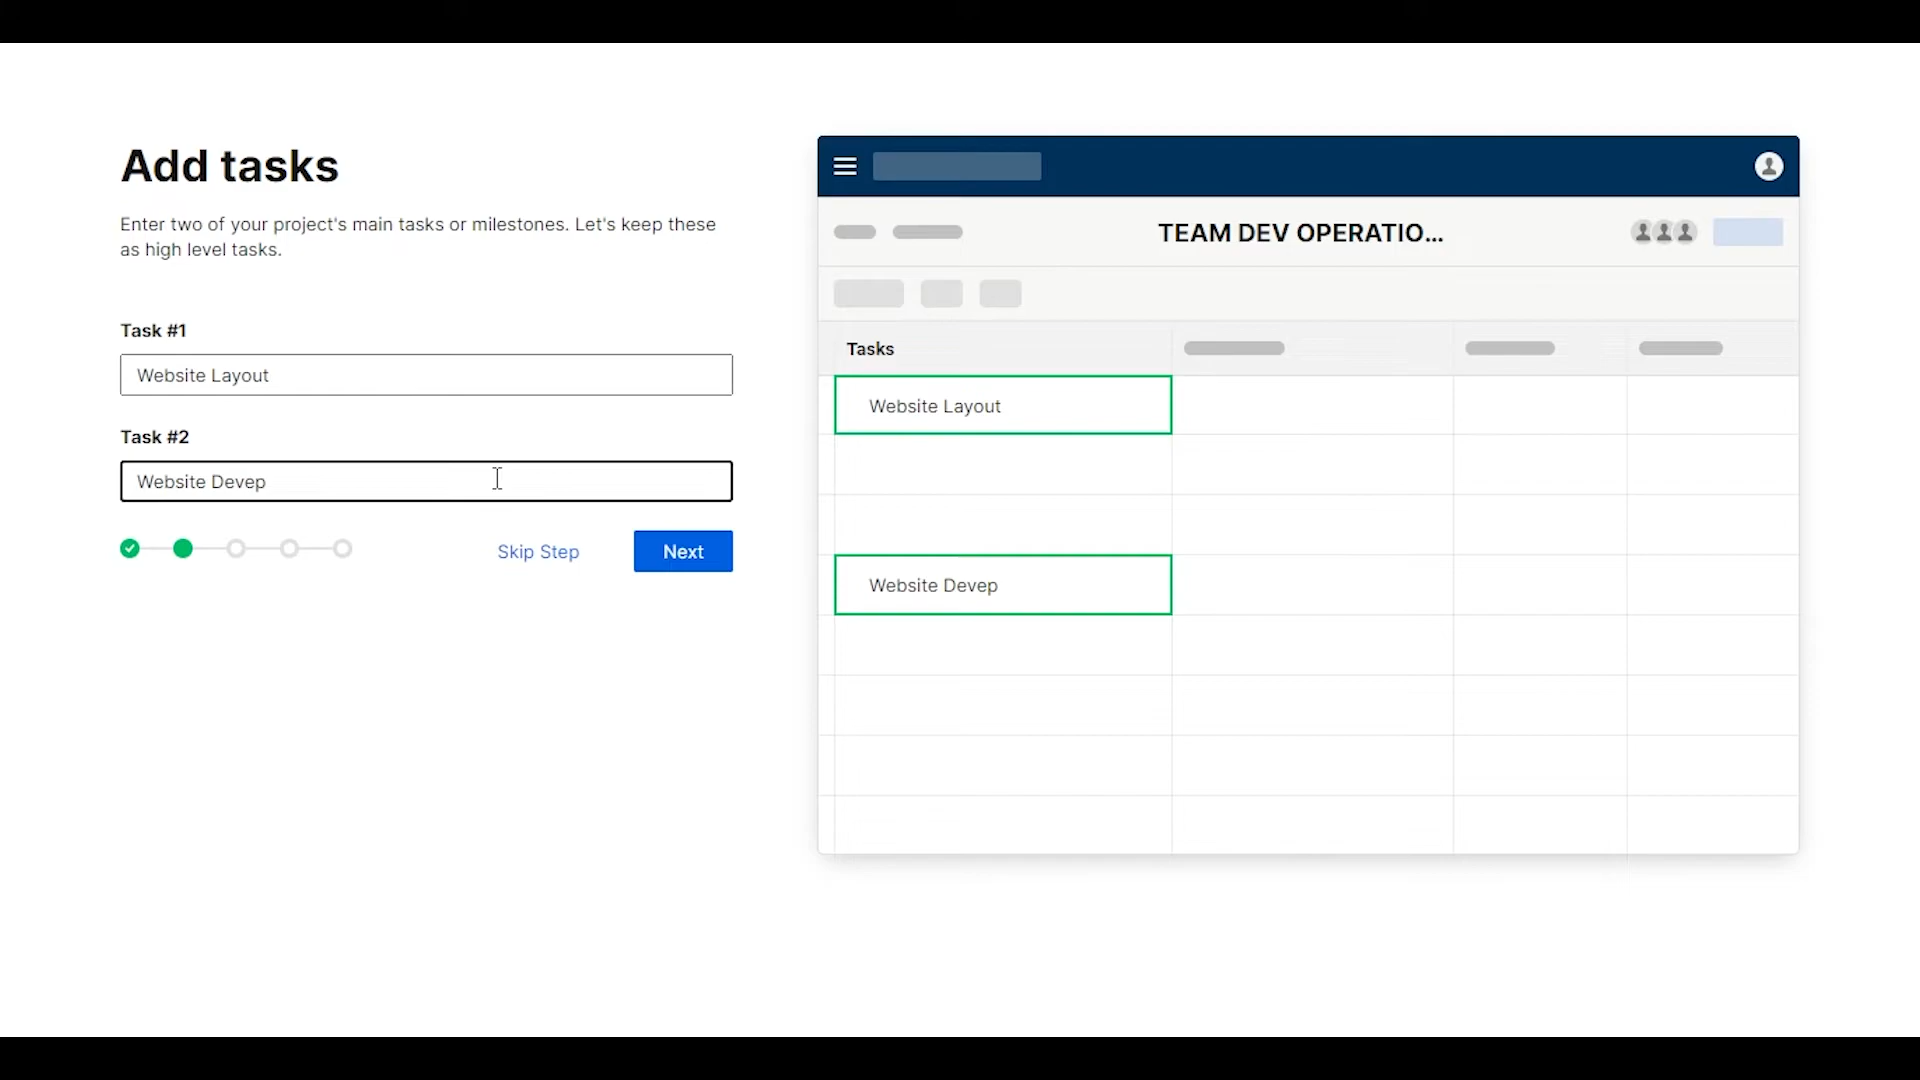 Add tasks
Enter two of your project's main tasks or milestones. Let's keep these
as high level tasks.
Task #1
Website Layout
Task #2
Website Devep
Skip Step
Next
TEAM DEV OPERATIO...
Tasks
Website Layout
Website Devep